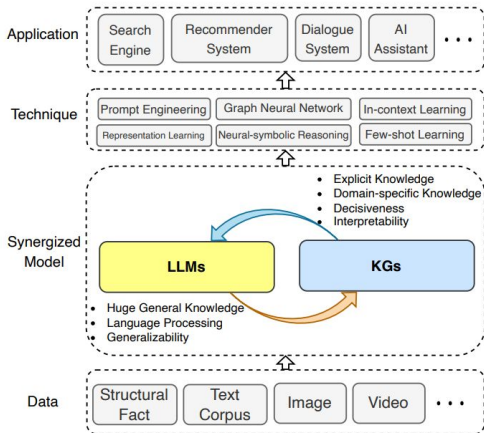 Application
Search
Engine
Recommender
System
Dialogue
System
AI
Assistant
Technique
Prompt Engineering
Graph Neural Network
In-context Learning
Representation Learning
Neural-symbolic Reasoning
Few-shot Learning
Synergized
Model
• Explicit Knowledge
• Domain-specific Knowledge
• Decisiveness
• Interpretability
LLMs
KGs
• Huge General Knowledge
• Language Processing
• Generalizability
Data
Structural
Fact
Text
Corpus
Image
Video